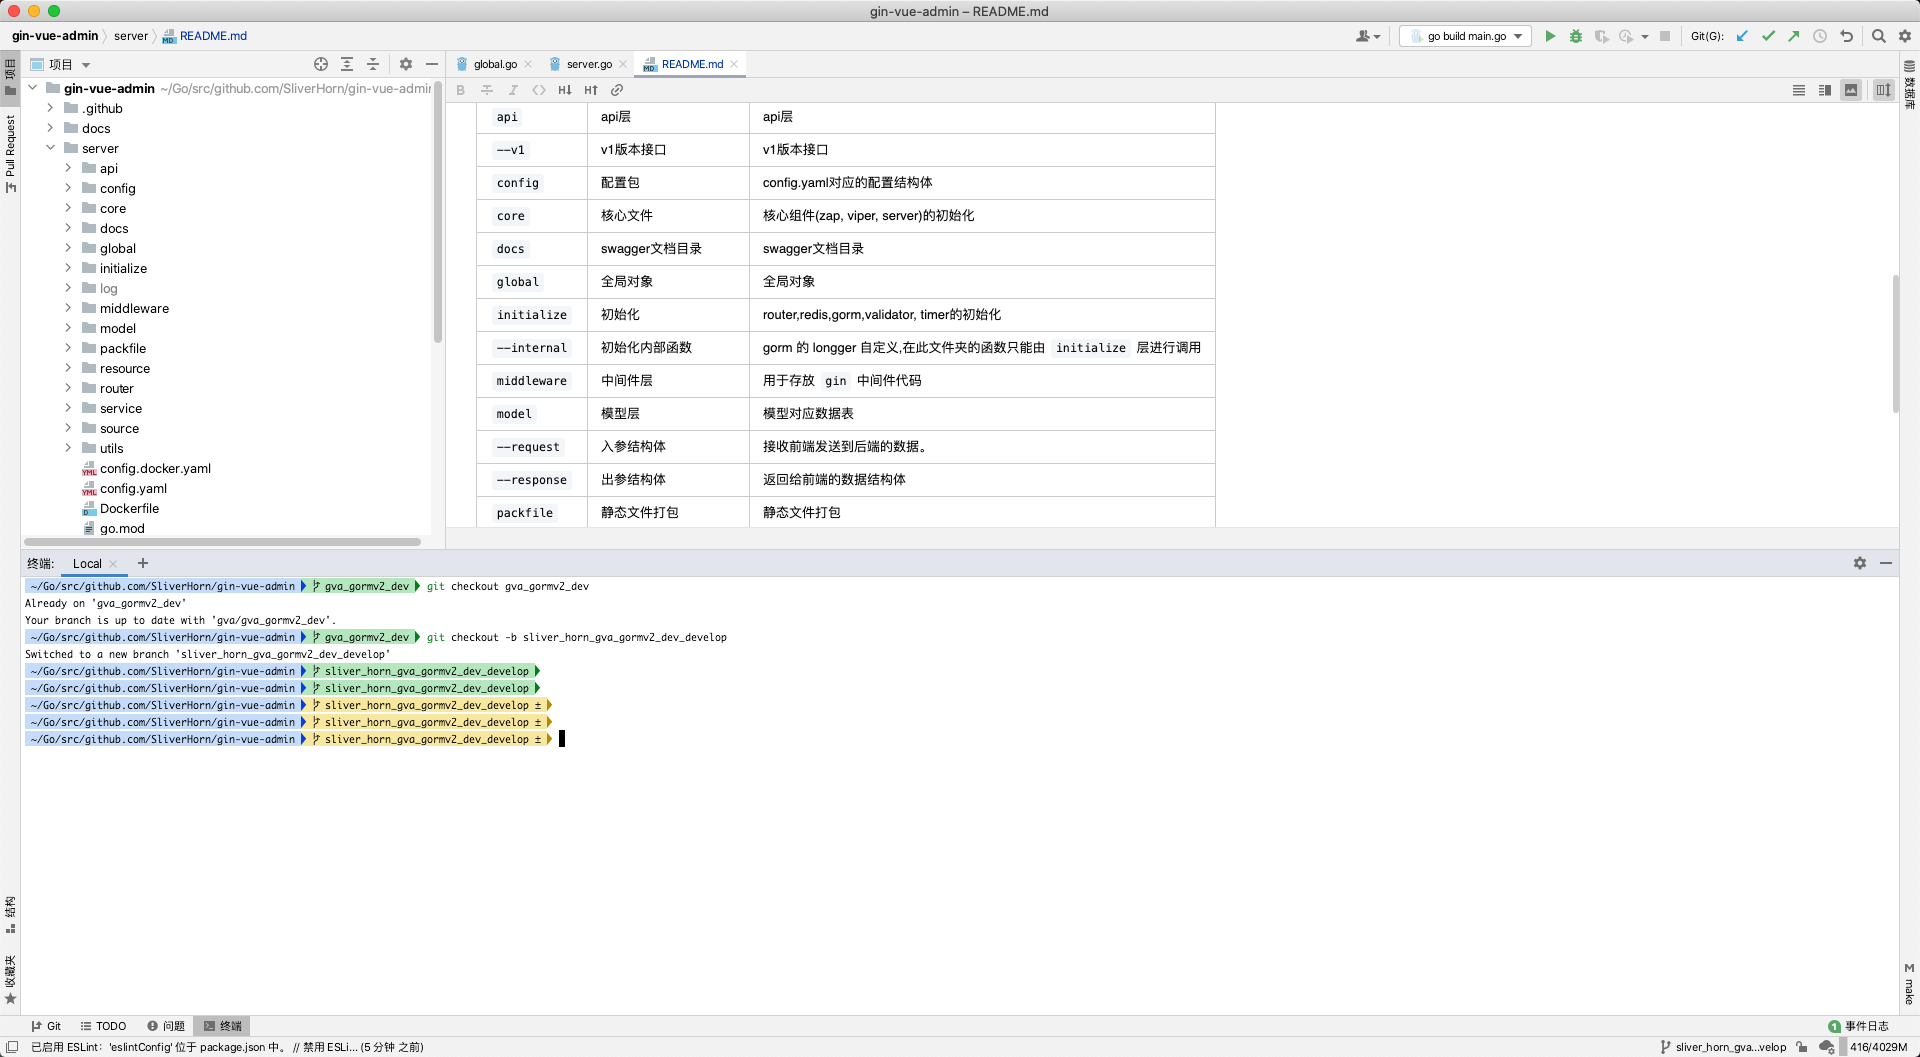 gin-vue-admin – README.md
gin-vue-admin
server
README.md
go build main.go
Git(G):
项目
Pull Request
结构
收藏夹
项目
gin-vue-admin ~/Go/src/github.com/SliverHorn/gin-vue-admin
.github
docs
server
api
config
core
docs
global
initialize
log
middleware
model
packfile
resource
router
service
source
utils
config.docker.yaml
config.yaml
Dockerfile
go.mod
global.go
server.go
README.md
api api层 api层
--v1 v1版本接口 v1版本接口
config 配置包 config.yaml对应的配置结构体
core 核心文件 核心组件(zap, viper, server)的初始化
docs swagger文档目录 swagger文档目录
global 全局对象 全局对象
initialize 初始化 router,redis,gorm,validator, timer的初始化
--internal 初始化内部函数 gorm 的 longger 自定义,在此文件夹的函数只能由 initialize 层进行调用
middleware 中间件层 用于存放 gin 中间件代码
model 模型层 模型对应数据表
--request 入参结构体 接收前端发送到后端的数据。
--response 出参结构体 返回给前端的数据结构体
packfile 静态文件打包 静态文件打包
数据库
make
终端:
Local
~/Go/src/github.com/SliverHorn/gin-vue-admin gva_gormv2_dev git checkout gva_gormv2_dev
Already on 'gva_gormv2_dev'
Your branch is up to date with 'gva/gva_gormv2_dev'.
~/Go/src/github.com/SliverHorn/gin-vue-admin gva_gormv2_dev git checkout -b sliver_horn_gva_gormv2_dev_develop
Switched to a new branch 'sliver_horn_gva_gormv2_dev_develop'
~/Go/src/github.com/SliverHorn/gin-vue-admin sliver_horn_gva_gormv2_dev_develop
~/Go/src/github.com/SliverHorn/gin-vue-admin sliver_horn_gva_gormv2_dev_develop
~/Go/src/github.com/SliverHorn/gin-vue-admin sliver_horn_gva_gormv2_dev_develop ±
~/Go/src/github.com/SliverHorn/gin-vue-admin sliver_horn_gva_gormv2_dev_develop ±
~/Go/src/github.com/SliverHorn/gin-vue-admin sliver_horn_gva_gormv2_dev_develop ±
Git
TODO
问题
终端
1 事件日志
已启用 ESLint: 'eslintConfig' 位于 package.json 中。 // 禁用 ESLi... (5 分钟 之前)
sliver_horn_gva...velop
416/4029M